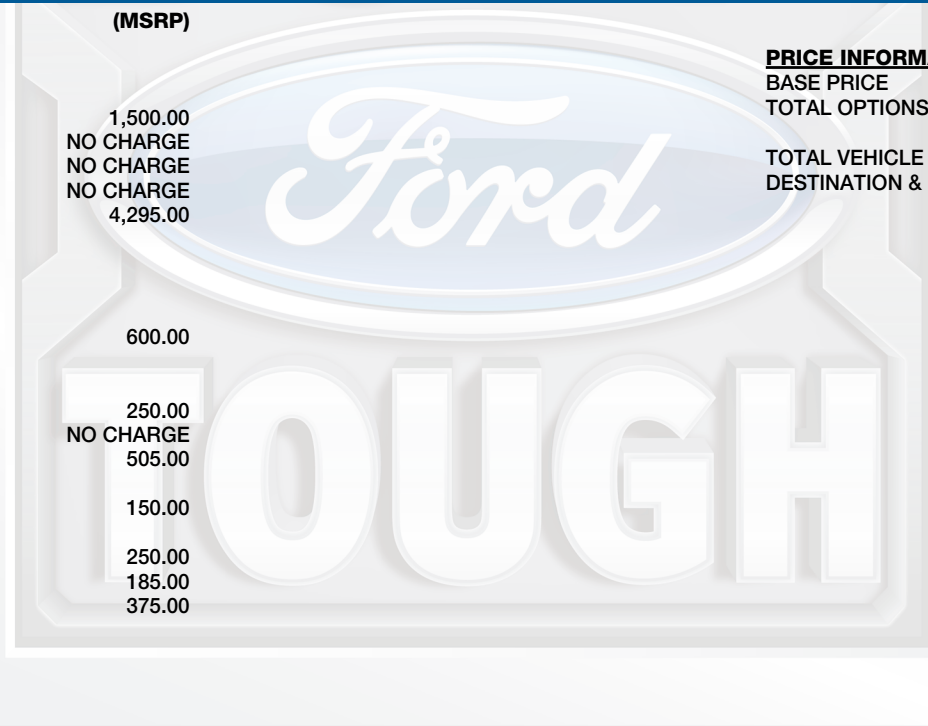 (MSRP)
1,500.00
NO CHARGE
NO CHARGE
NO CHARGE
4,295.00
600.00
250.00
NO CHARGE
505.00
150.00
250.00
185.00
375.00
PRICE INFORMA
BASE PRICE
TOTAL OPTIONS
TOTAL VEHICLE
DESTINATION &
Ford
TOUGH